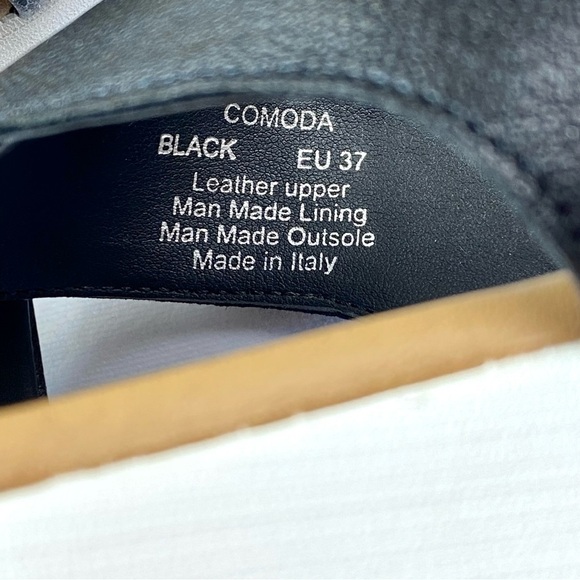 COMODA
BLACK EU 37
Leather upper
Man Made Lining
Man Made Outsole
Made in Italy